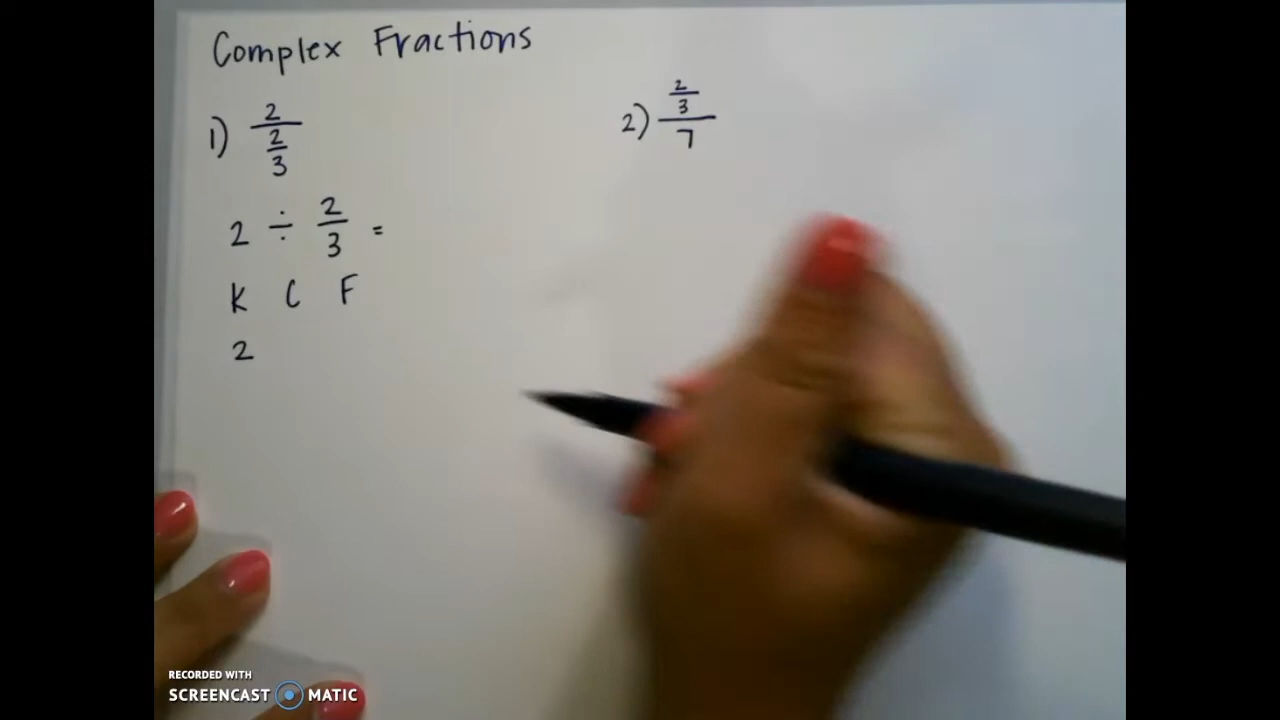 Complex Fractions
1) 2
2
3
2 ÷ 2/3 =
K C F
2
2) 2
3
7
RECORDED WITH
SCREENCAST MATIC